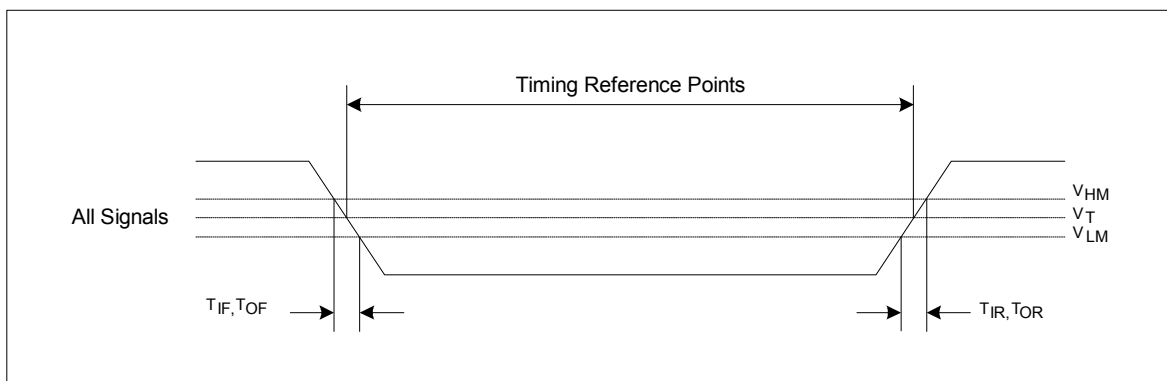 Timing Reference Points
All Signals
VHM
VT
VLM
TIF,TOF
TIR,TOR